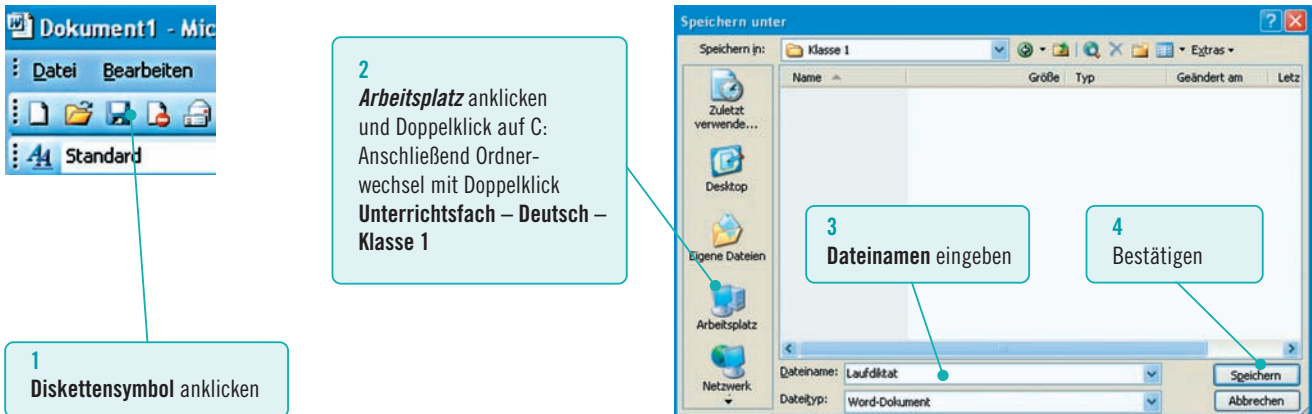 Dokument1 - Mic
Datei Bearbeiten
Standard
1
Diskettensymbol anklicken
2
Arbeitsplatz anklicken
und Doppelklick auf C:
Anschließend Ordner-
wechsel mit Doppelklick
Unterrichtsfach – Deutsch –
Klasse 1
Speichern unter
Speichern in: Klasse 1 Extras
Name Größe Typ Geändert am Letz
Zuletzt
verwende...
Desktop
Eigene Dateien
Arbeitsplatz
Netzwerk
3
Dateinamen eingeben
4
Bestätigen
Dateiname: Laufdiktat Speichern
Dateityp: Word-Dokument Abbrechen